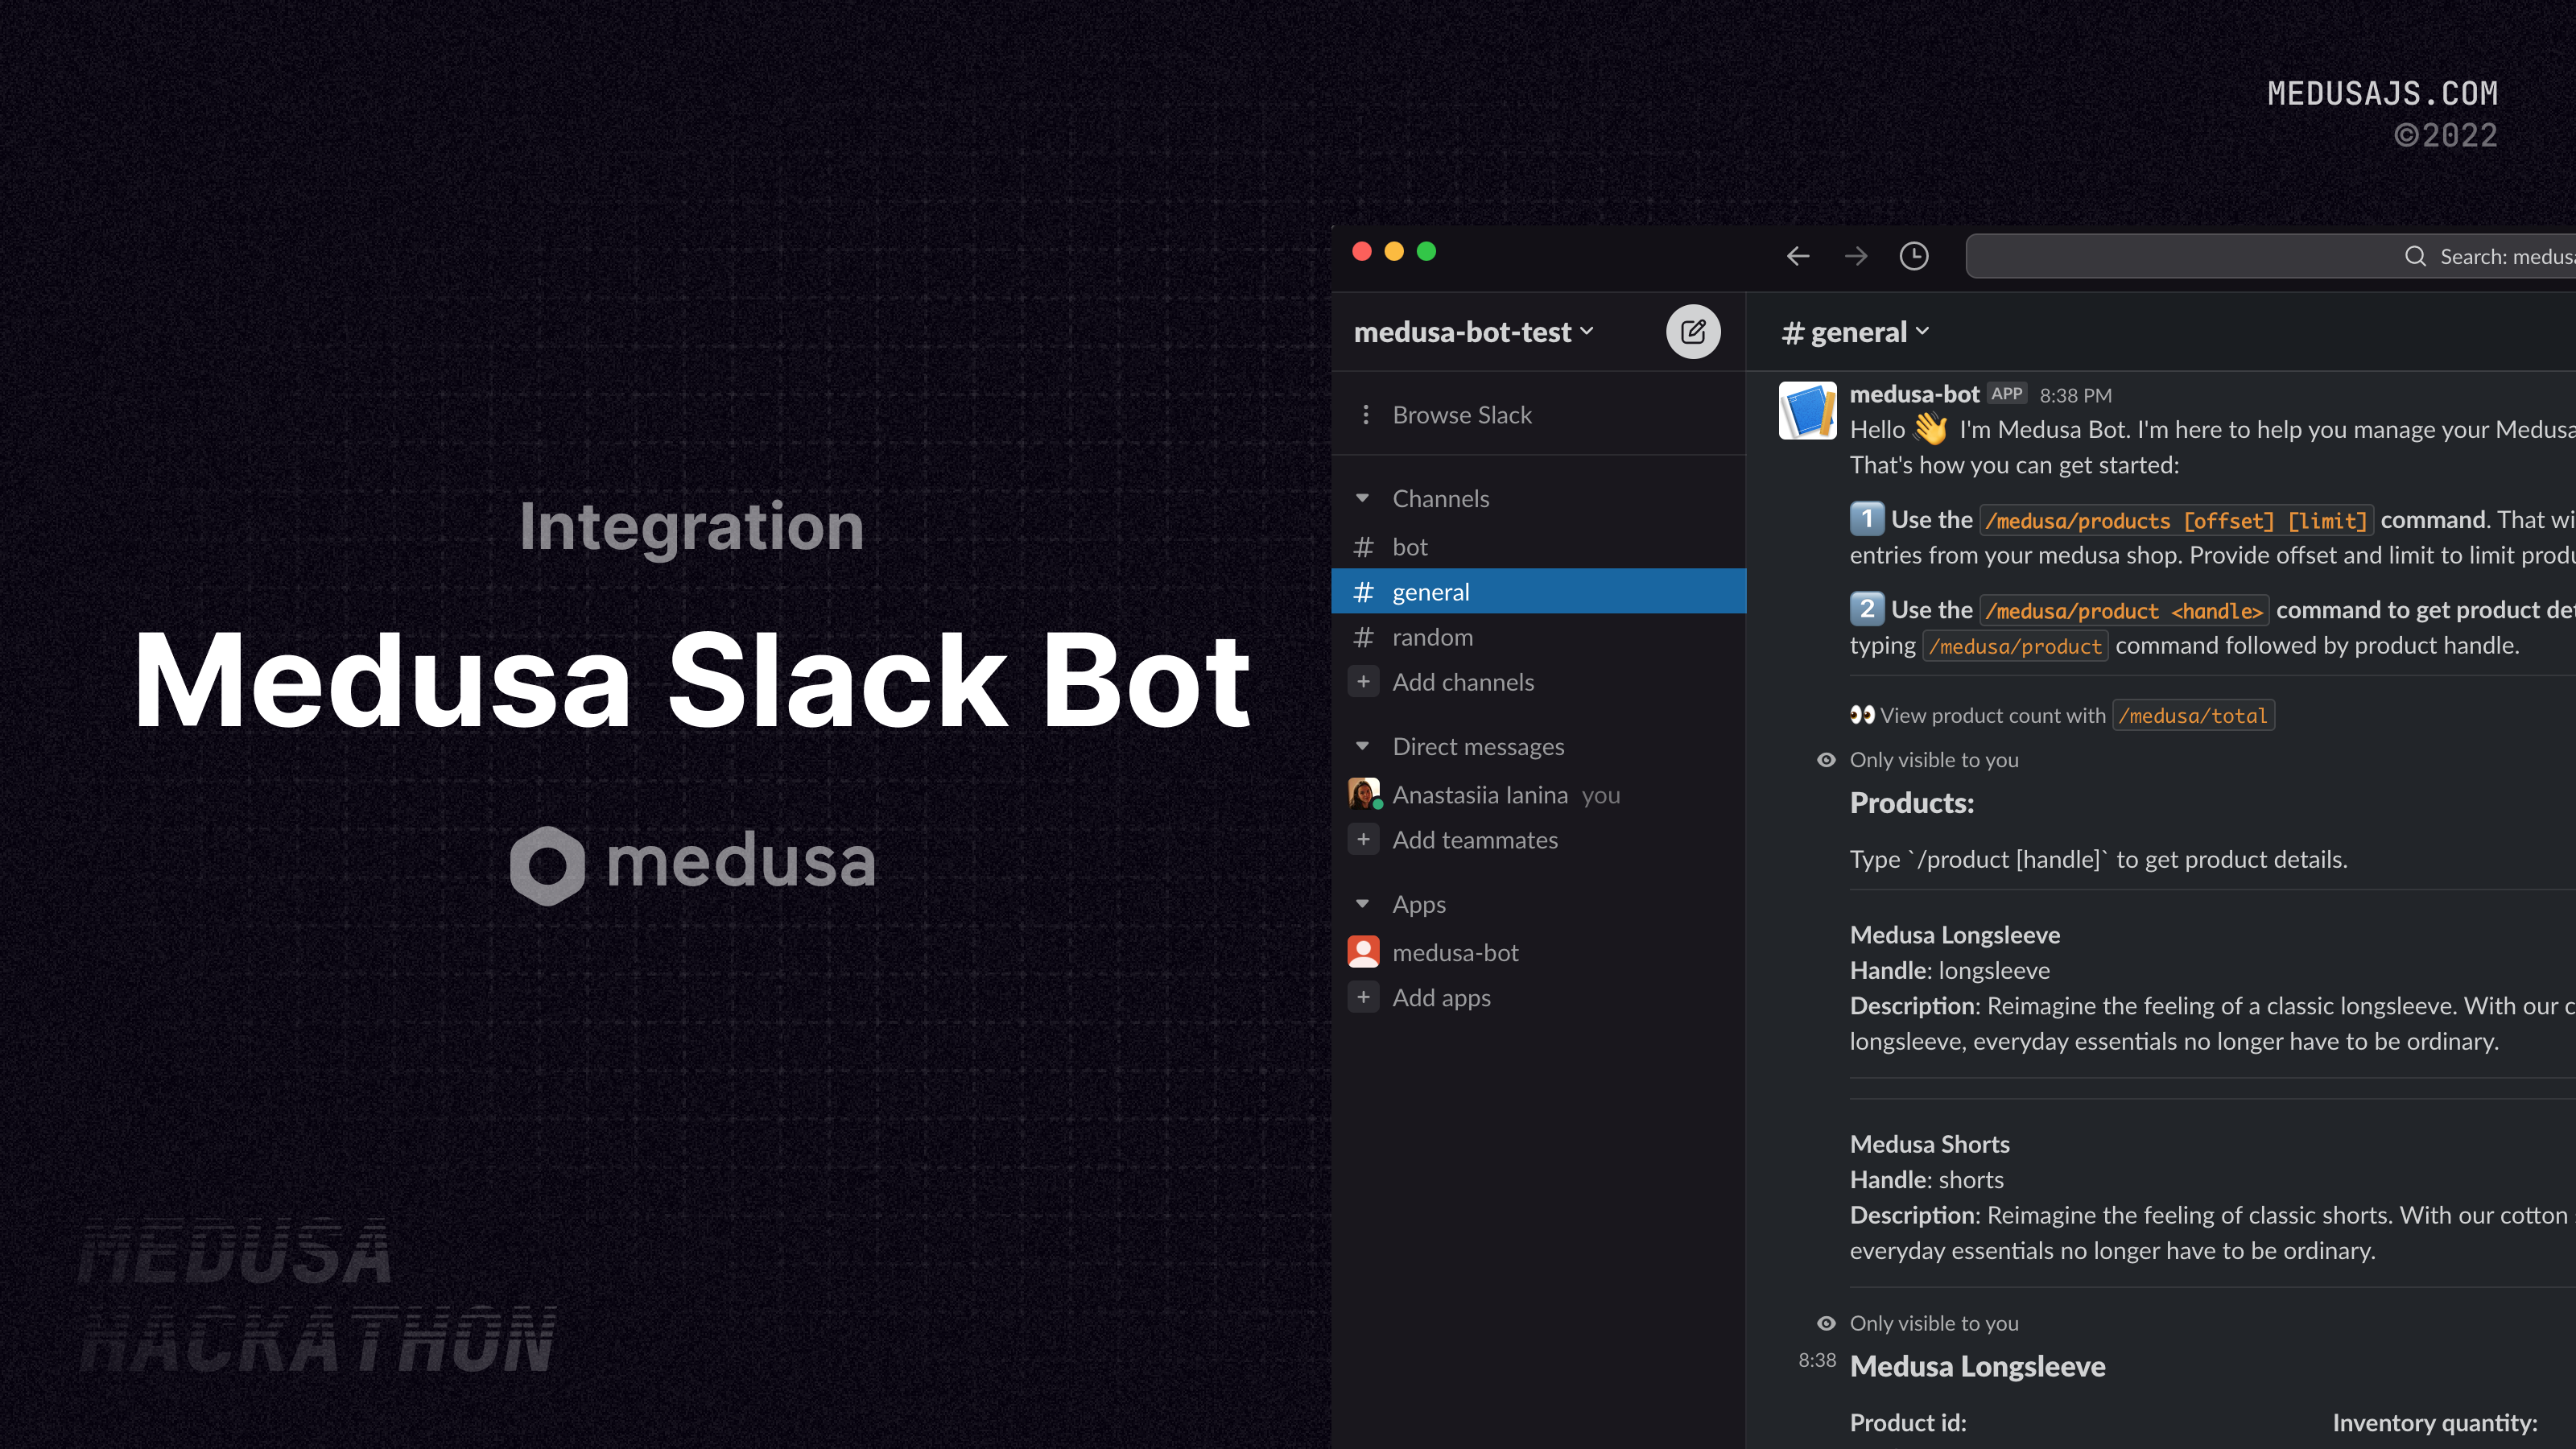 MEDUSAJS.COM
©2022
Integration
Medusa Slack Bot
medusa
MEDUSA
HACKATHON
Search: medusa
medusa-bot-test
Browse Slack
Channels
# bot
# general
# random
+ Add channels
Direct messages
Anastasiia Ianina you
+ Add teammates
Apps
medusa-bot
+ Add apps
# general
medusa-bot APP 8:38 PM
Hello 👋 I'm Medusa Bot. I'm here to help you manage your Medusa
That's how you can get started:
1️⃣ Use the /medusa/products [offset] [limit] command. That
entries from your medusa shop. Provide offset and limit to limit
2️⃣ Use the /medusa/product <handle> command to get product
typing /medusa/product command followed by product handle.
👀 View product count with /medusa/total
Only visible to you
Products:
Type `/product [handle]` to get product details.
Medusa Longsleeve
Handle: longsleeve
Description: Reimagine the feeling of a classic longsleeve. With our
longsleeve, everyday essentials no longer have to be ordinary.
Medusa Shorts
Handle: shorts
Description: Reimagine the feeling of classic shorts. With our cotton
everyday essentials no longer have to be ordinary.
Only visible to you
8:38 Medusa Longsleeve
Product id: Inventory quantity: